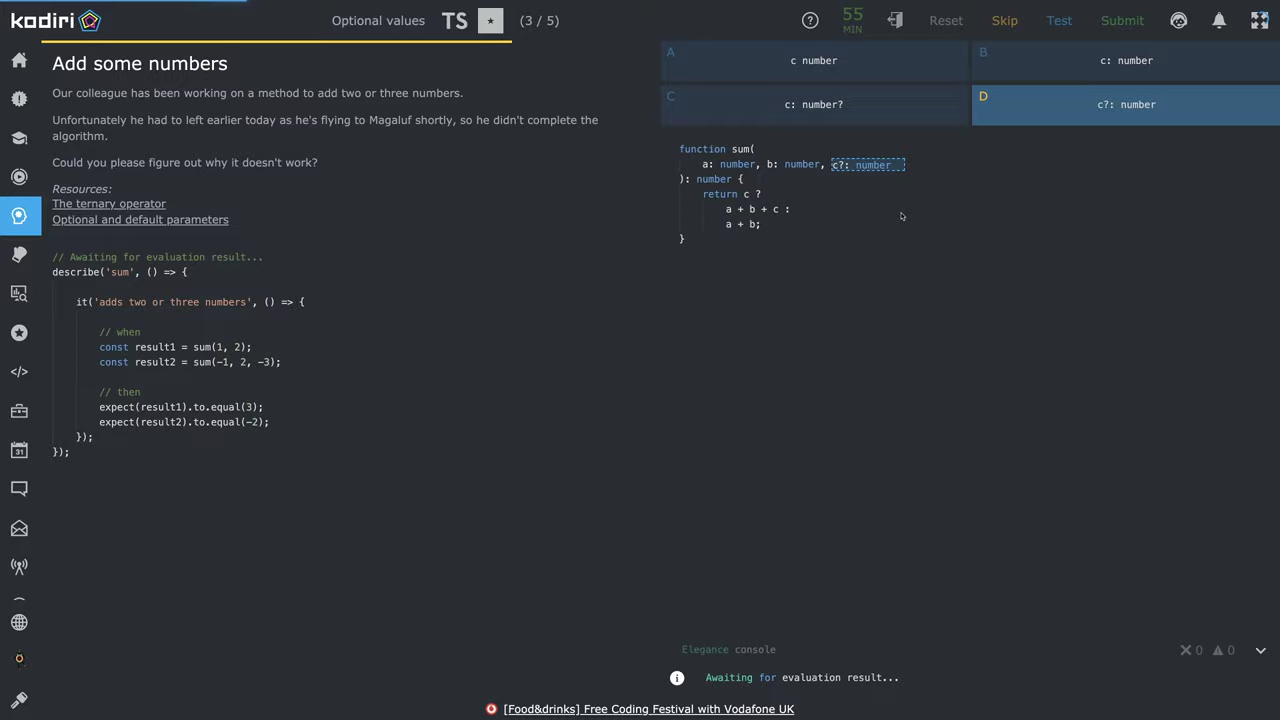 kodiri
Optional values TS (3 / 5)
55 MIN
Reset
Skip
Test
Submit
Add some numbers
Our colleague has been working on a method to add two or three numbers.
Unfortunately he had to left earlier today as he's flying to Magaluf shortly, so he didn't complete the
algorithm.
Could you please figure out why it doesn't work?
Resources:
The ternary operator
Optional and default parameters
// Awaiting for evaluation result...
describe('sum', () => {
it('adds two or three numbers', () => {
// when
const result1 = sum(1, 2);
const result2 = sum(-1, 2, -3);
// then
expect(result1).to.equal(3);
expect(result2).to.equal(-2);
});
});
A c number
B c: number
C c: number?
D c?: number
function sum(
a: number, b: number, c?: number
): number {
return c ?
a + b + c :
a + b;
}
Elegance console
0 0
Awaiting for evaluation result...
[Food&drinks] Free Coding Festival with Vodafone UK
31